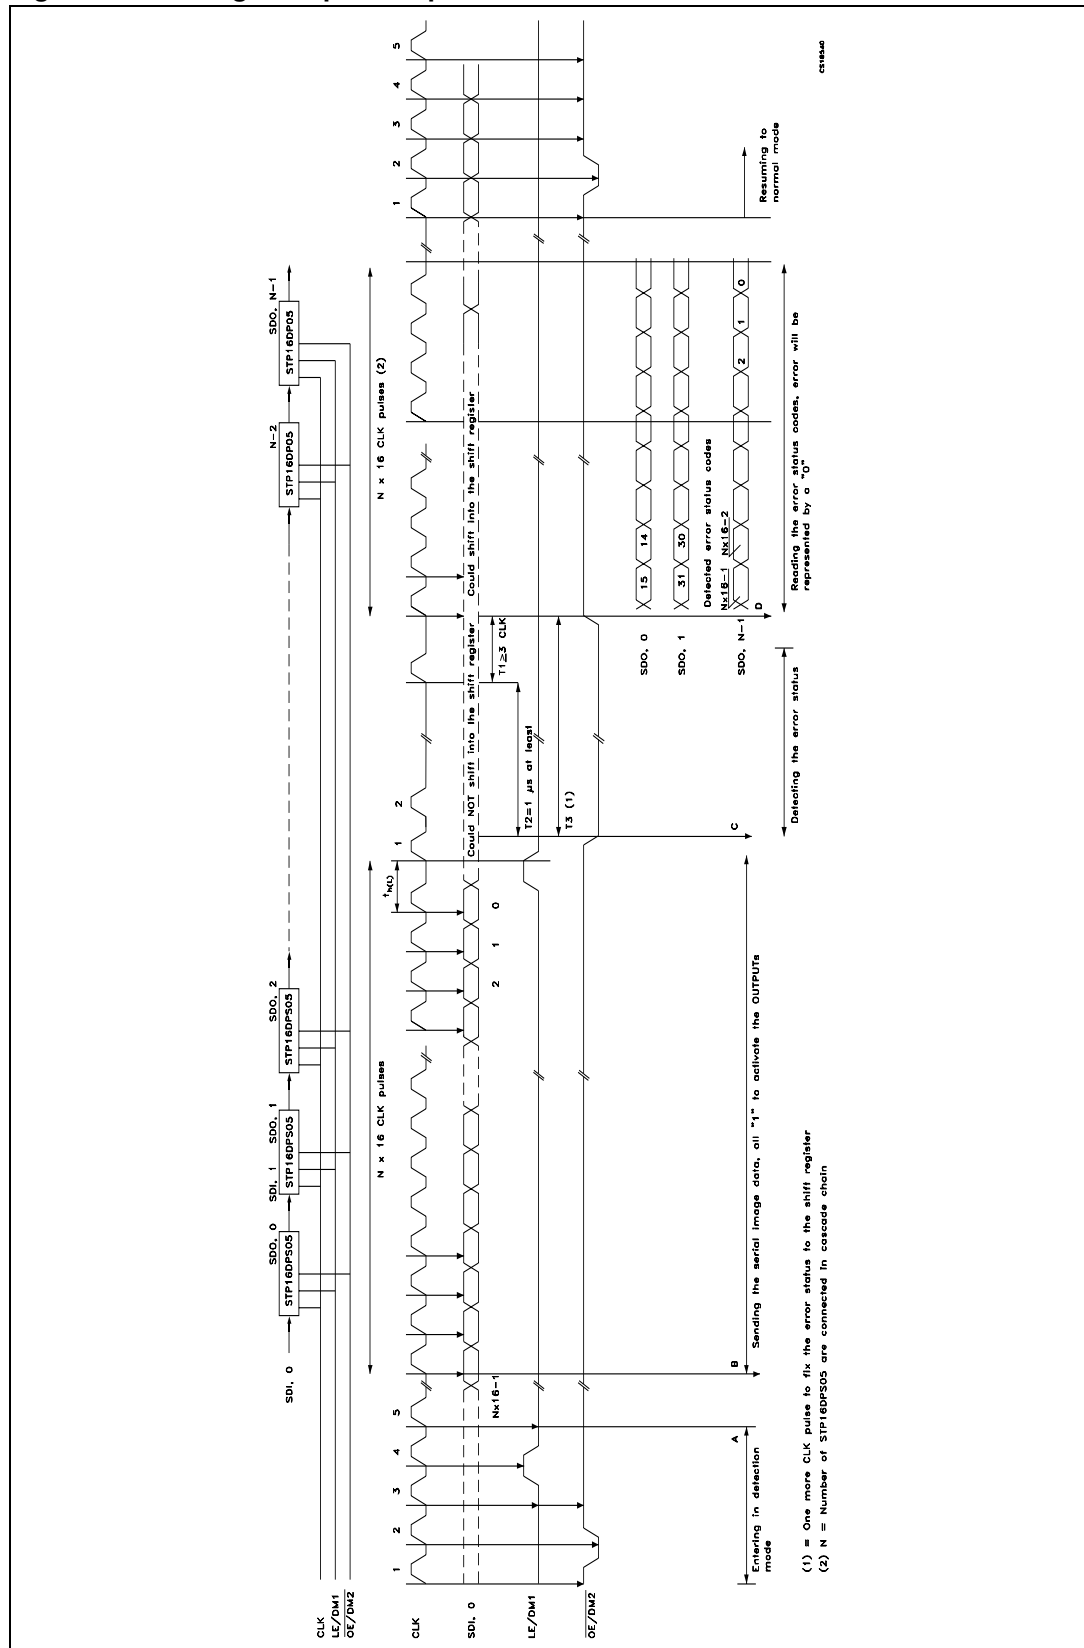 SDI, 0
SDO, 0
SDI, 1
SDO, 1
SDO, 2
N-2
SDO, N-1
STP16DPS05
STP16DPS05
STP16DPS05
STP16DP05
STP16DP05
CLK
LE/DM1
OE/DM2
N x 16 CLK pulses
N x 16 CLK pulses (2)
CLK
1
2
3
4
5
1
2
1
2
3
4
5
th(L)
SDI, 0
Nx16-1
2
1
0
Could NOT shift into the shift register
Could shift into the shift register
T1≥3 CLK
LE/DM1
T2=1 µs at least
T3 (1)
OE/DM2
SDO, 0
15
14
SDO, 1
31
30
Detected error status codes
Nx16-1
Nx16-2
SDO, N-1
2
1
0
A
B
C
D
Entering in detection
mode
Sending the serial image data, all "1" to activate the OUTPUTs
Detecting the error status
Reading the error status codes, error will be
represented by a "0"
Resuming to
normal mode
(1) = One more CLK pulse to fix the error status to the shift register
(2) N = Number of STP16DPS05 are connected in cascade chain
CS18540